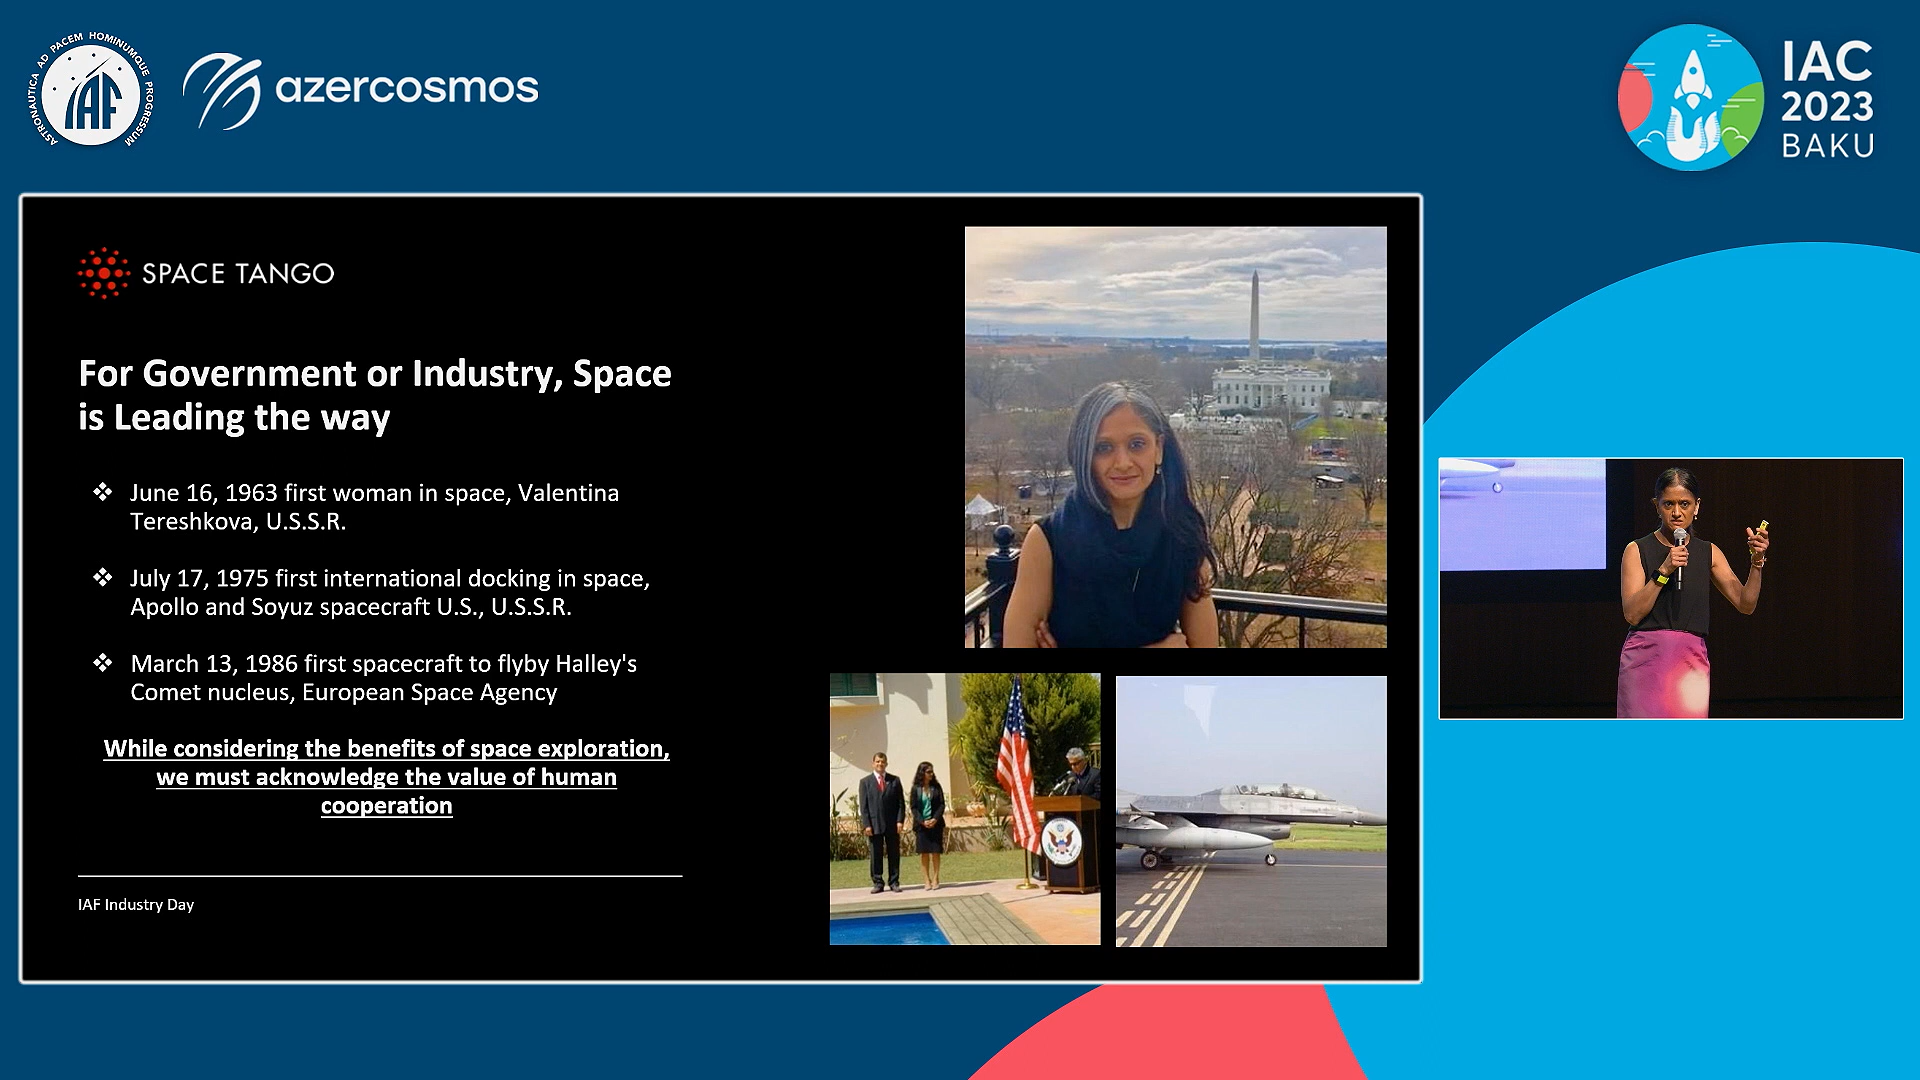 ASTRONAUTICA AD PACEM HOMINUMQUE PROGRESSUM
IAF
azercosmos
IAC
2023
BAKU
SPACE TANGO
For Government or Industry, Space
is Leading the way
❖ June 16, 1963 first woman in space, Valentina
Tereshkova, U.S.S.R.
❖ July 17, 1975 first international docking in space,
Apollo and Soyuz spacecraft U.S., U.S.S.R.
❖ March 13, 1986 first spacecraft to flyby Halley's
Comet nucleus, European Space Agency
While considering the benefits of space exploration,
we must acknowledge the value of human
cooperation
IAF Industry Day